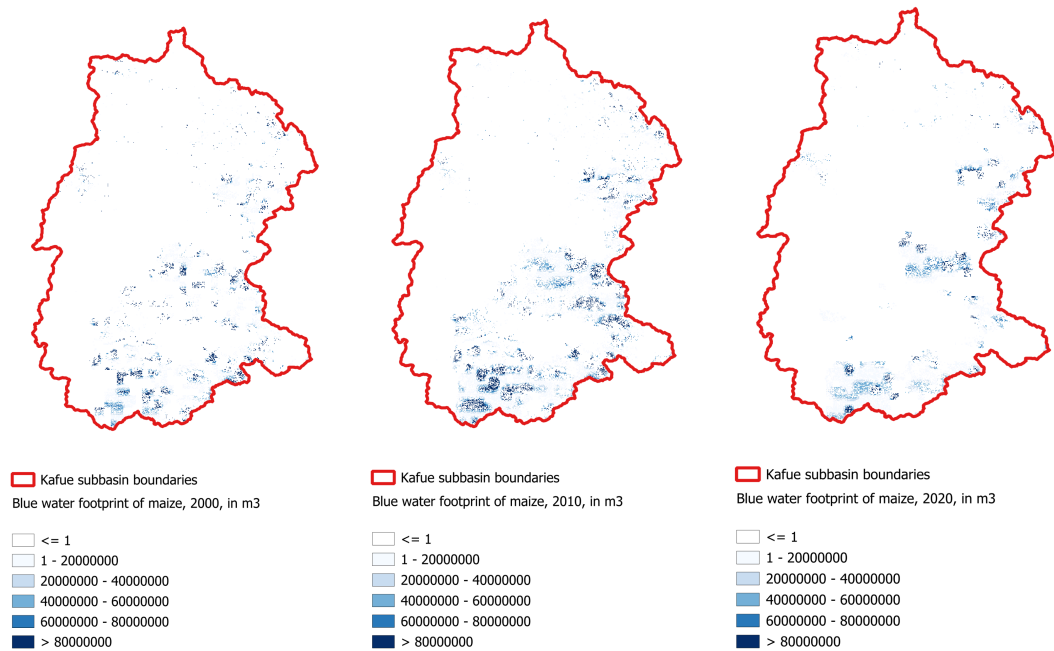 Kafue subbasin boundaries
Blue water footprint of maize, 2000, in m3
<= 1
1 - 20000000
20000000 - 40000000
40000000 - 60000000
60000000 - 80000000
> 80000000
Kafue subbasin boundaries
Blue water footprint of maize, 2010, in m3
<= 1
1 - 20000000
20000000 - 40000000
40000000 - 60000000
60000000 - 80000000
> 80000000
Kafue subbasin boundaries
Blue water footprint of maize, 2020, in m3
<= 1
1 - 20000000
20000000 - 40000000
40000000 - 60000000
60000000 - 80000000
> 80000000